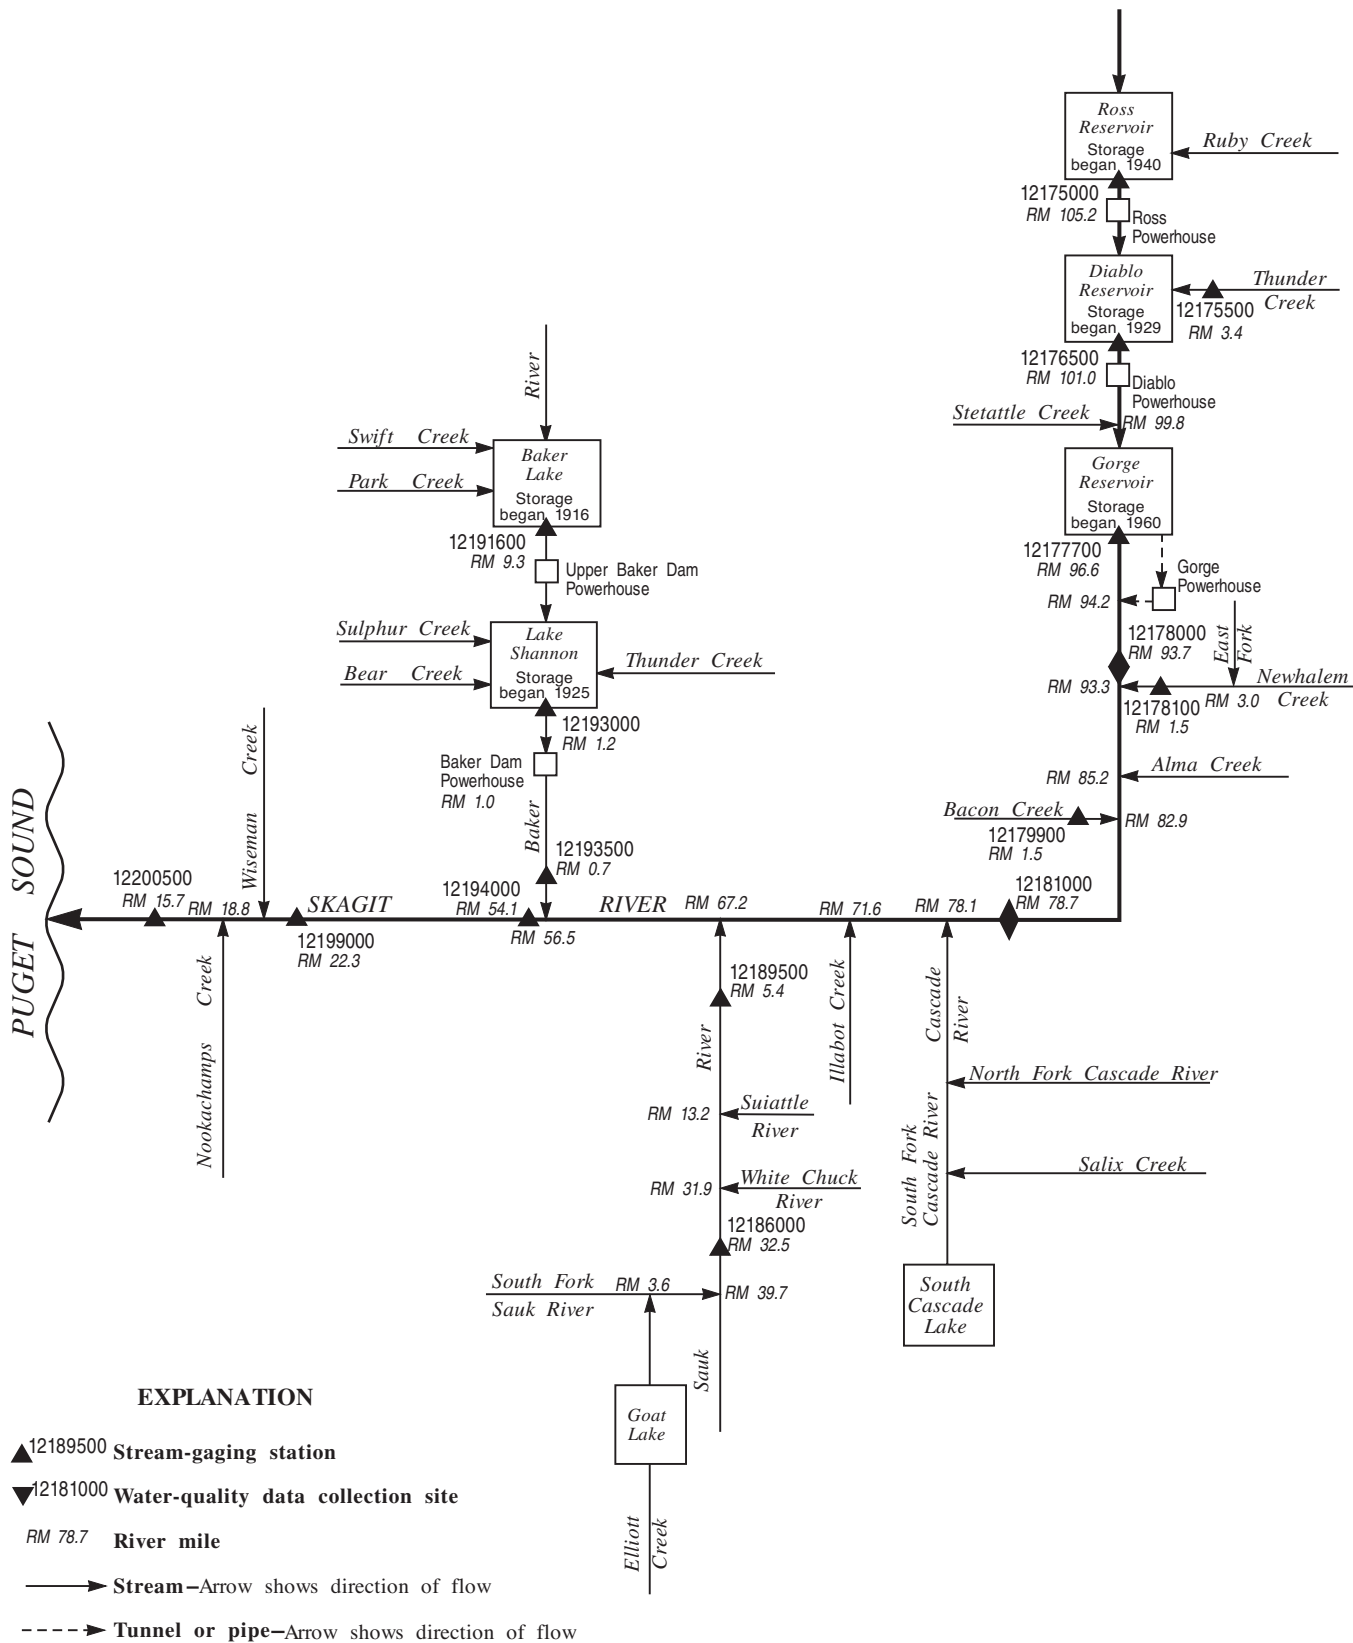 Ross
Reservoir
Storage
began 1940
Ruby Creek
12175000
RM 105.2
Ross
Powerhouse
Diablo
Reservoir
Storage
began 1929
Thunder
Creek
12175500
RM 3.4
12176500
RM 101.0
Diablo
Powerhouse
Stetattle Creek
RM 99.8
Gorge
Reservoir
Storage
began 1960
12177700
RM 96.6
Gorge
Powerhouse
RM 94.2
12178000
RM 93.7
East
Fork
RM 93.3
Newhalem
Creek
RM 3.0
12178100
RM 1.5
RM 85.2
Alma Creek
Bacon Creek
RM 82.9
12179900
RM 1.5
12181000
RM 78.7
River
Swift Creek
Park Creek
Baker
Lake
Storage
began 1916
12191600
RM 9.3
Upper Baker Dam
Powerhouse
Sulphur Creek
Bear Creek
Lake
Shannon
Storage
began 1925
Thunder Creek
12193000
RM 1.2
Baker Dam
Powerhouse
RM 1.0
Baker
12193500
RM 0.7
PUGET SOUND
12200500
RM 15.7
RM 18.8
Wiseman Creek
SKAGIT
12199000
RM 22.3
12194000
RM 54.1
RM 56.5
RIVER
RM 67.2
RM 71.6
RM 78.1
Nookachamps Creek
12189500
RM 5.4
River
Illabot Creek
Cascade
River
North Fork Cascade River
RM 13.2
Suiattle
River
South Fork
Cascade River
Salix Creek
RM 31.9
White Chuck
River
12186000
RM 32.5
South Fork
Sauk River
RM 3.6
RM 39.7
South
Cascade
Lake
Sauk
Goat
Lake
Elliott
Creek
EXPLANATION
12189500 Stream-gaging station
12181000 Water-quality data collection site
RM 78.7 River mile
Stream–Arrow shows direction of flow
Tunnel or pipe–Arrow shows direction of flow